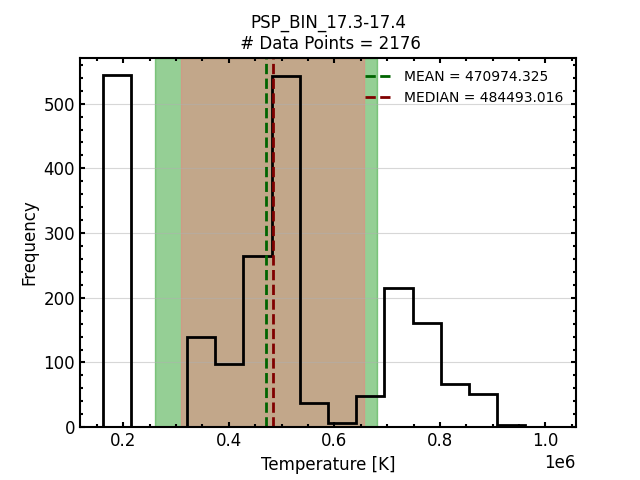 PSP_BIN_17.3-17.4
# Data Points = 2176
MEAN = 470974.325
MEDIAN = 484493.016
500
400
300
200
100
0
Frequency
0.2 0.4 0.6 0.8 1.0
1e6
Temperature [K]